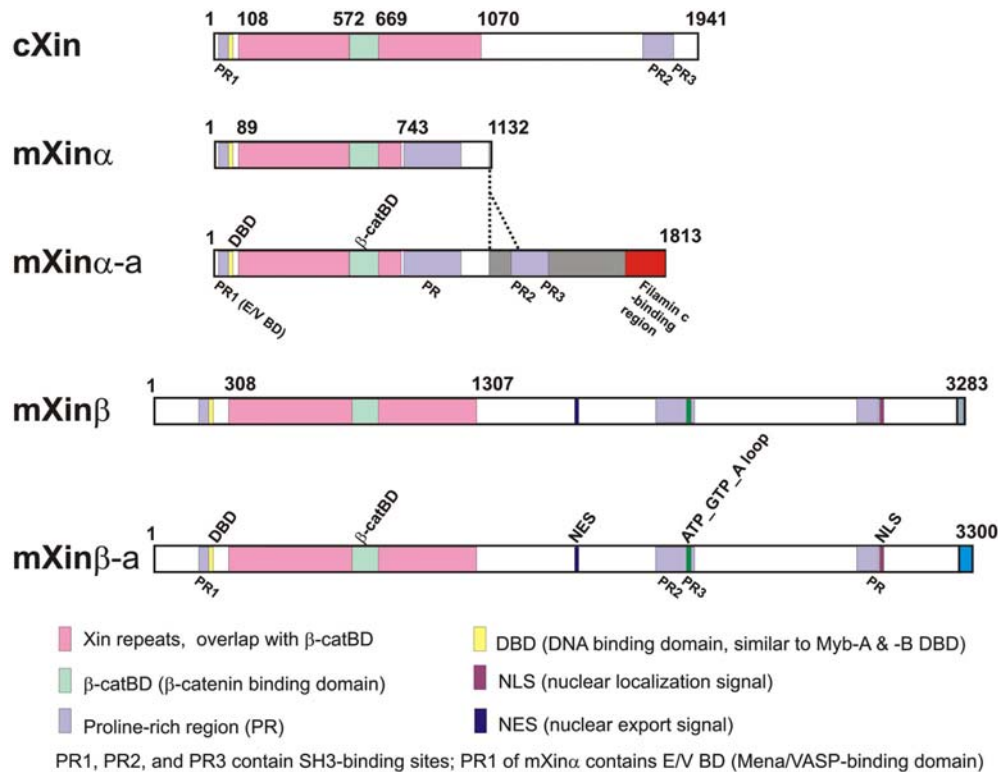 1 108 572 669 1070 1941
cXin
PR1 PR2 PR3
1 89 743 1132
mXinα
DBD β-catBD
1 1813
mXinα-a
PR1 (E/V BD) PR PR2 PR3 Filamin c
-binding
region
1 308 1307 3283
mXinβ
DBD β-catBD NES ATP_GTP_A loop NLS
1 3300
mXinβ-a
PR1 PR2 PR3 PR
Xin repeats, overlap with β-catBD
β-catBD (β-catenin binding domain)
Proline-rich region (PR)
DBD (DNA binding domain, similar to Myb-A & -B DBD)
NLS (nuclear localization signal)
NES (nuclear export signal)
PR1, PR2, and PR3 contain SH3-binding sites; PR1 of mXinα contains E/V BD (Mena/VASP-binding domain)